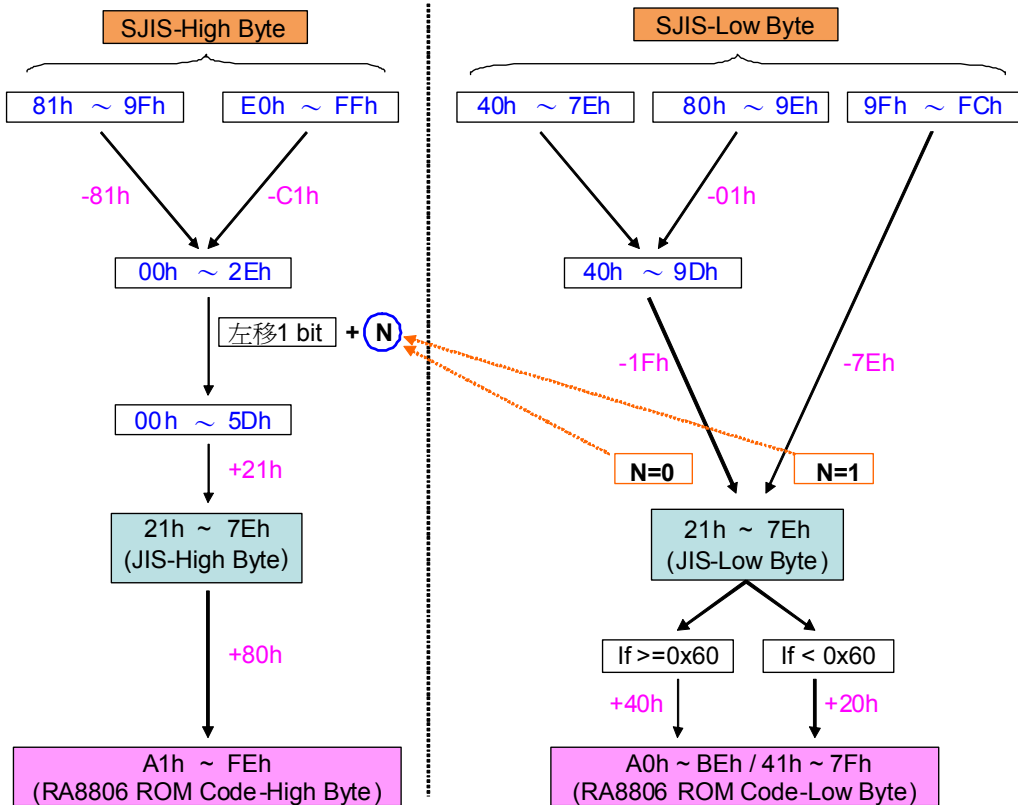 SJIS-High Byte
81h ～ 9Fh
E0h ～ FFh
-81h
-C1h
00h ～ 2Eh
左移1 bit
+
N
00h ～ 5Dh
+21h
21h ~ 7Eh
(JIS-High Byte)
+80h
A1h ~ FEh
(RA8806 ROM Code-High Byte)
SJIS-Low Byte
40h ～ 7Eh
80h ～ 9Eh
9Fh ～ FCh
-01h
40h ～ 9Dh
-1Fh
-7Eh
N=0
N=1
21h ~ 7Eh
(JIS-Low Byte)
If >=0x60
If < 0x60
+40h
+20h
A0h ~ BEh / 41h ~ 7Fh
(RA8806 ROM Code-Low Byte)